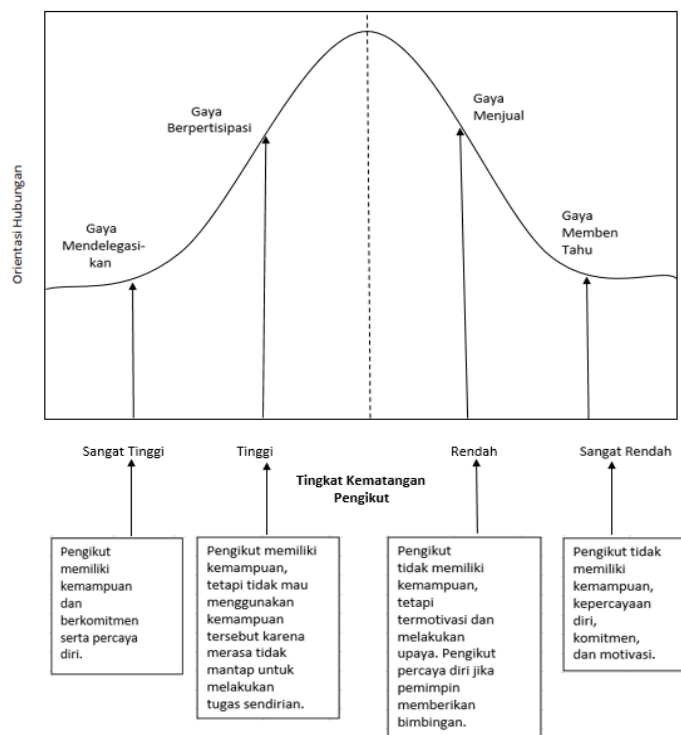 Orientasi Hubungan
Gaya
Mendelegasi-
kan
Gaya
Berpertisipasi
Gaya
Menjual
Gaya
Memben
Tahu
Sangat Tinggi
Tinggi
Rendah
Sangat Rendah
Tingkat Kematangan
Pengikut
Pengikut
memiliki
kemampuan
dan
berkomitmen
serta percaya
diri.
Pengikut memiliki
kemampuan,
tetapi tidak mau
menggunakan
kemampuan
tersebut karena
merasa tidak
mantap untuk
melakukan
tugas sendirian.
Pengikut
tidak memiliki
kemampuan,
tetapi
termotivasi dan
melakukan
upaya. Pengikut
percaya diri jika
pemimpin
memberikan
bimbingan.
Pengikut tidak
memiliki
kemampuan,
kepercayaan
diri,
komitmen,
dan motivasi.